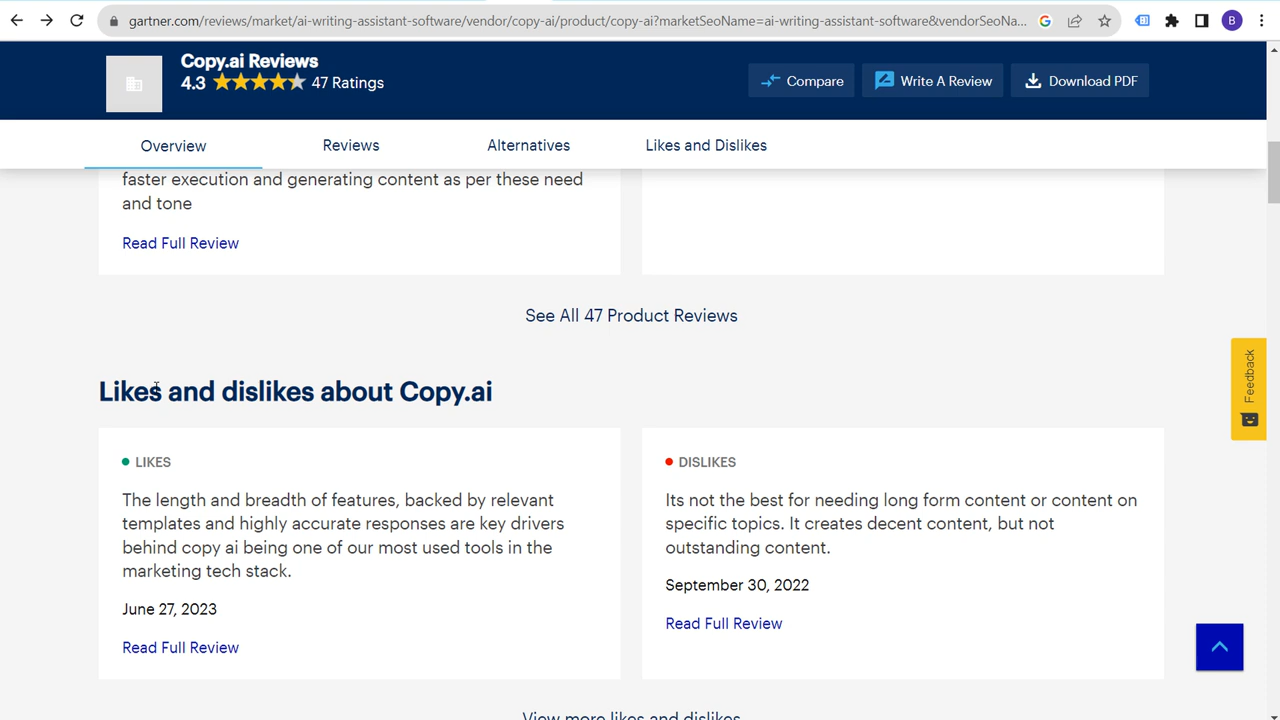 gartner.com/reviews/market/ai-writing-assistant-software/vendor/copy-ai/product/copy-ai?marketSeoName=ai-writing-assistant-software&vendorSeoNa...
B
Copy.ai Reviews
4.3 47 Ratings
Compare
Write A Review
Download PDF
Overview
Reviews
Alternatives
Likes and Dislikes
faster execution and generating content as per these need
and tone
Read Full Review
See All 47 Product Reviews
Feedback
Likes and dislikes about Copy.ai
LIKES
The length and breadth of features, backed by relevant
templates and highly accurate responses are key drivers
behind copy ai being one of our most used tools in the
marketing tech stack.
June 27, 2023
Read Full Review
DISLIKES
Its not the best for needing long form content or content on
specific topics. It creates decent content, but not
outstanding content.
September 30, 2022
Read Full Review
View more likes and dislikes